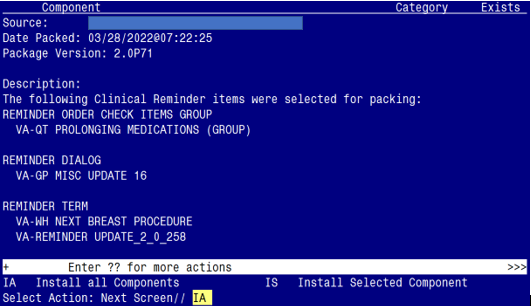 Component Category Exists
Source:
Date Packed: 03/28/2022@07:22:25
Package Version: 2.0P71
Description:
The following Clinical Reminder items were selected for packing:
REMINDER ORDER CHECK ITEMS GROUP
VA-QT PROLONGING MEDICATIONS (GROUP)
REMINDER DIALOG
VA-GP MISC UPDATE 16
REMINDER TERM
VA-WH NEXT BREAST PROCEDURE
VA-REMINDER UPDATE_2_0_258
+ Enter ?? for more actions >>>
IA Install all Components IS Install Selected Component
Select Action: Next Screen// IA